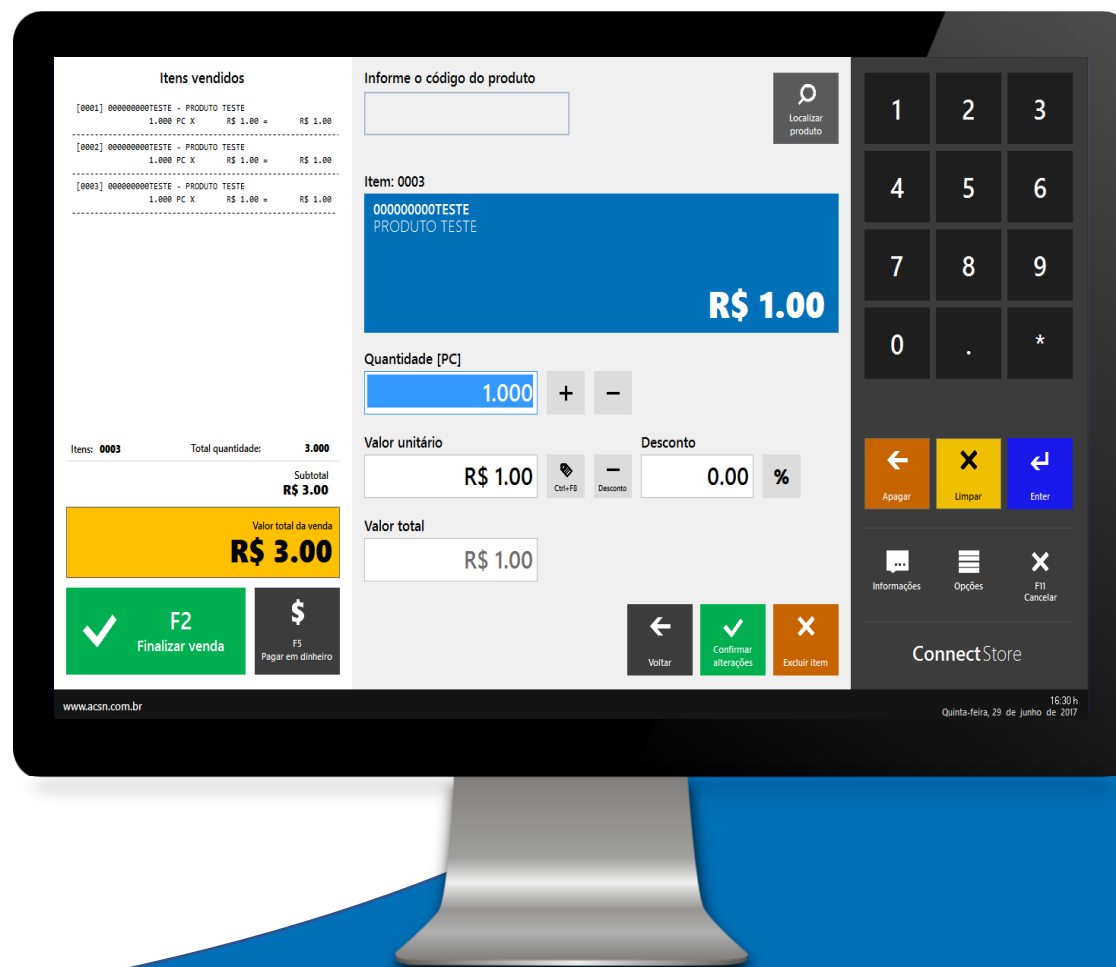 Itens vendidos
[0001] 000000000TESTE - PRODUTO TESTE
1.000 PC X R$ 1.00 = R$ 1.00
[0002] 000000000TESTE - PRODUTO TESTE
1.000 PC X R$ 1.00 = R$ 1.00
[0003] 000000000TESTE - PRODUTO TESTE
1.000 PC X R$ 1.00 = R$ 1.00
Itens: 0003 Total quantidade: 3.000
Subtotal
R$ 3.00
Valor total da venda
R$ 3.00
F2
Finalizar venda
$
F5
Pagar em dinheiro
Informe o código do produto
Localizar
produto
Item: 0003
000000000TESTE
PRODUTO TESTE
R$ 1.00
Quantidade [PC]
1.000 + −
Valor unitário
R$ 1.00
Ctrl+F8
Desconto
Desconto
0.00 %
Valor total
R$ 1.00
Voltar
Confirmar
alterações
Excluir item
1 2 3
4 5 6
7 8 9
0 . *
Apagar
Limpar
Enter
Informações
Opções
F11
Cancelar
ConnectStore
www.acsn.com.br
16:30 h
Quinta-feira, 29 de junho de 2017